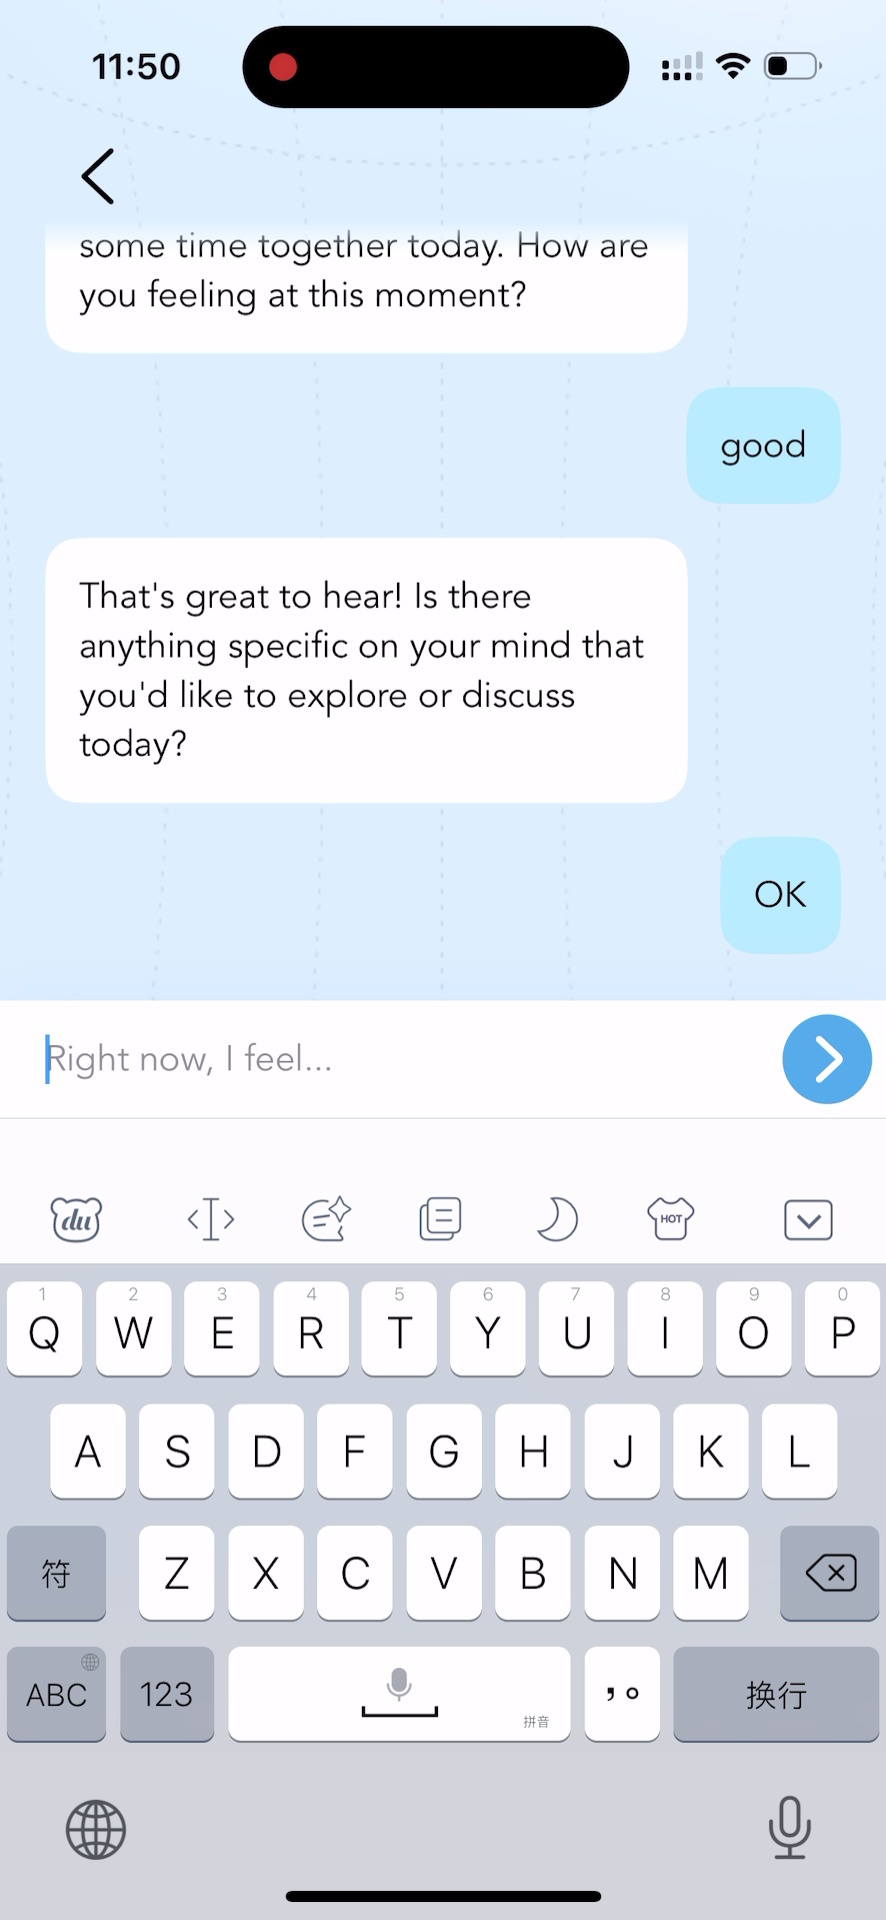 11:50
some time together today. How are
you feeling at this moment?
good
That's great to hear! Is there
anything specific on your mind that
you'd like to explore or discuss
today?
OK
Right now, I feel...
du
HOT
1 2 3 4 5 6 7 8 9 0
Q W E R T Y U I O P
A S D F G H J K L
符 Z X C V B N M
ABC 123 拼音 ，。 换行